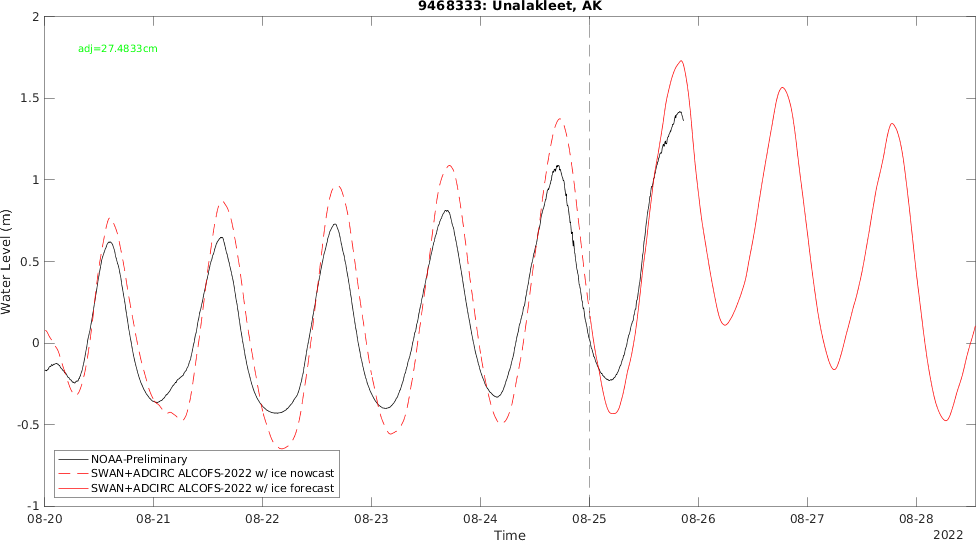 9468333: Unalakleet, AK
adj=27.4833cm
Water Level (m)
2
1.5
1
0.5
0
-0.5
-1
NOAA-Preliminary
SWAN+ADCIRC ALCOFS-2022 w/ ice nowcast
SWAN+ADCIRC ALCOFS-2022 w/ ice forecast
08-20 08-21 08-22 08-23 08-24 08-25 08-26 08-27 08-28
Time
2022